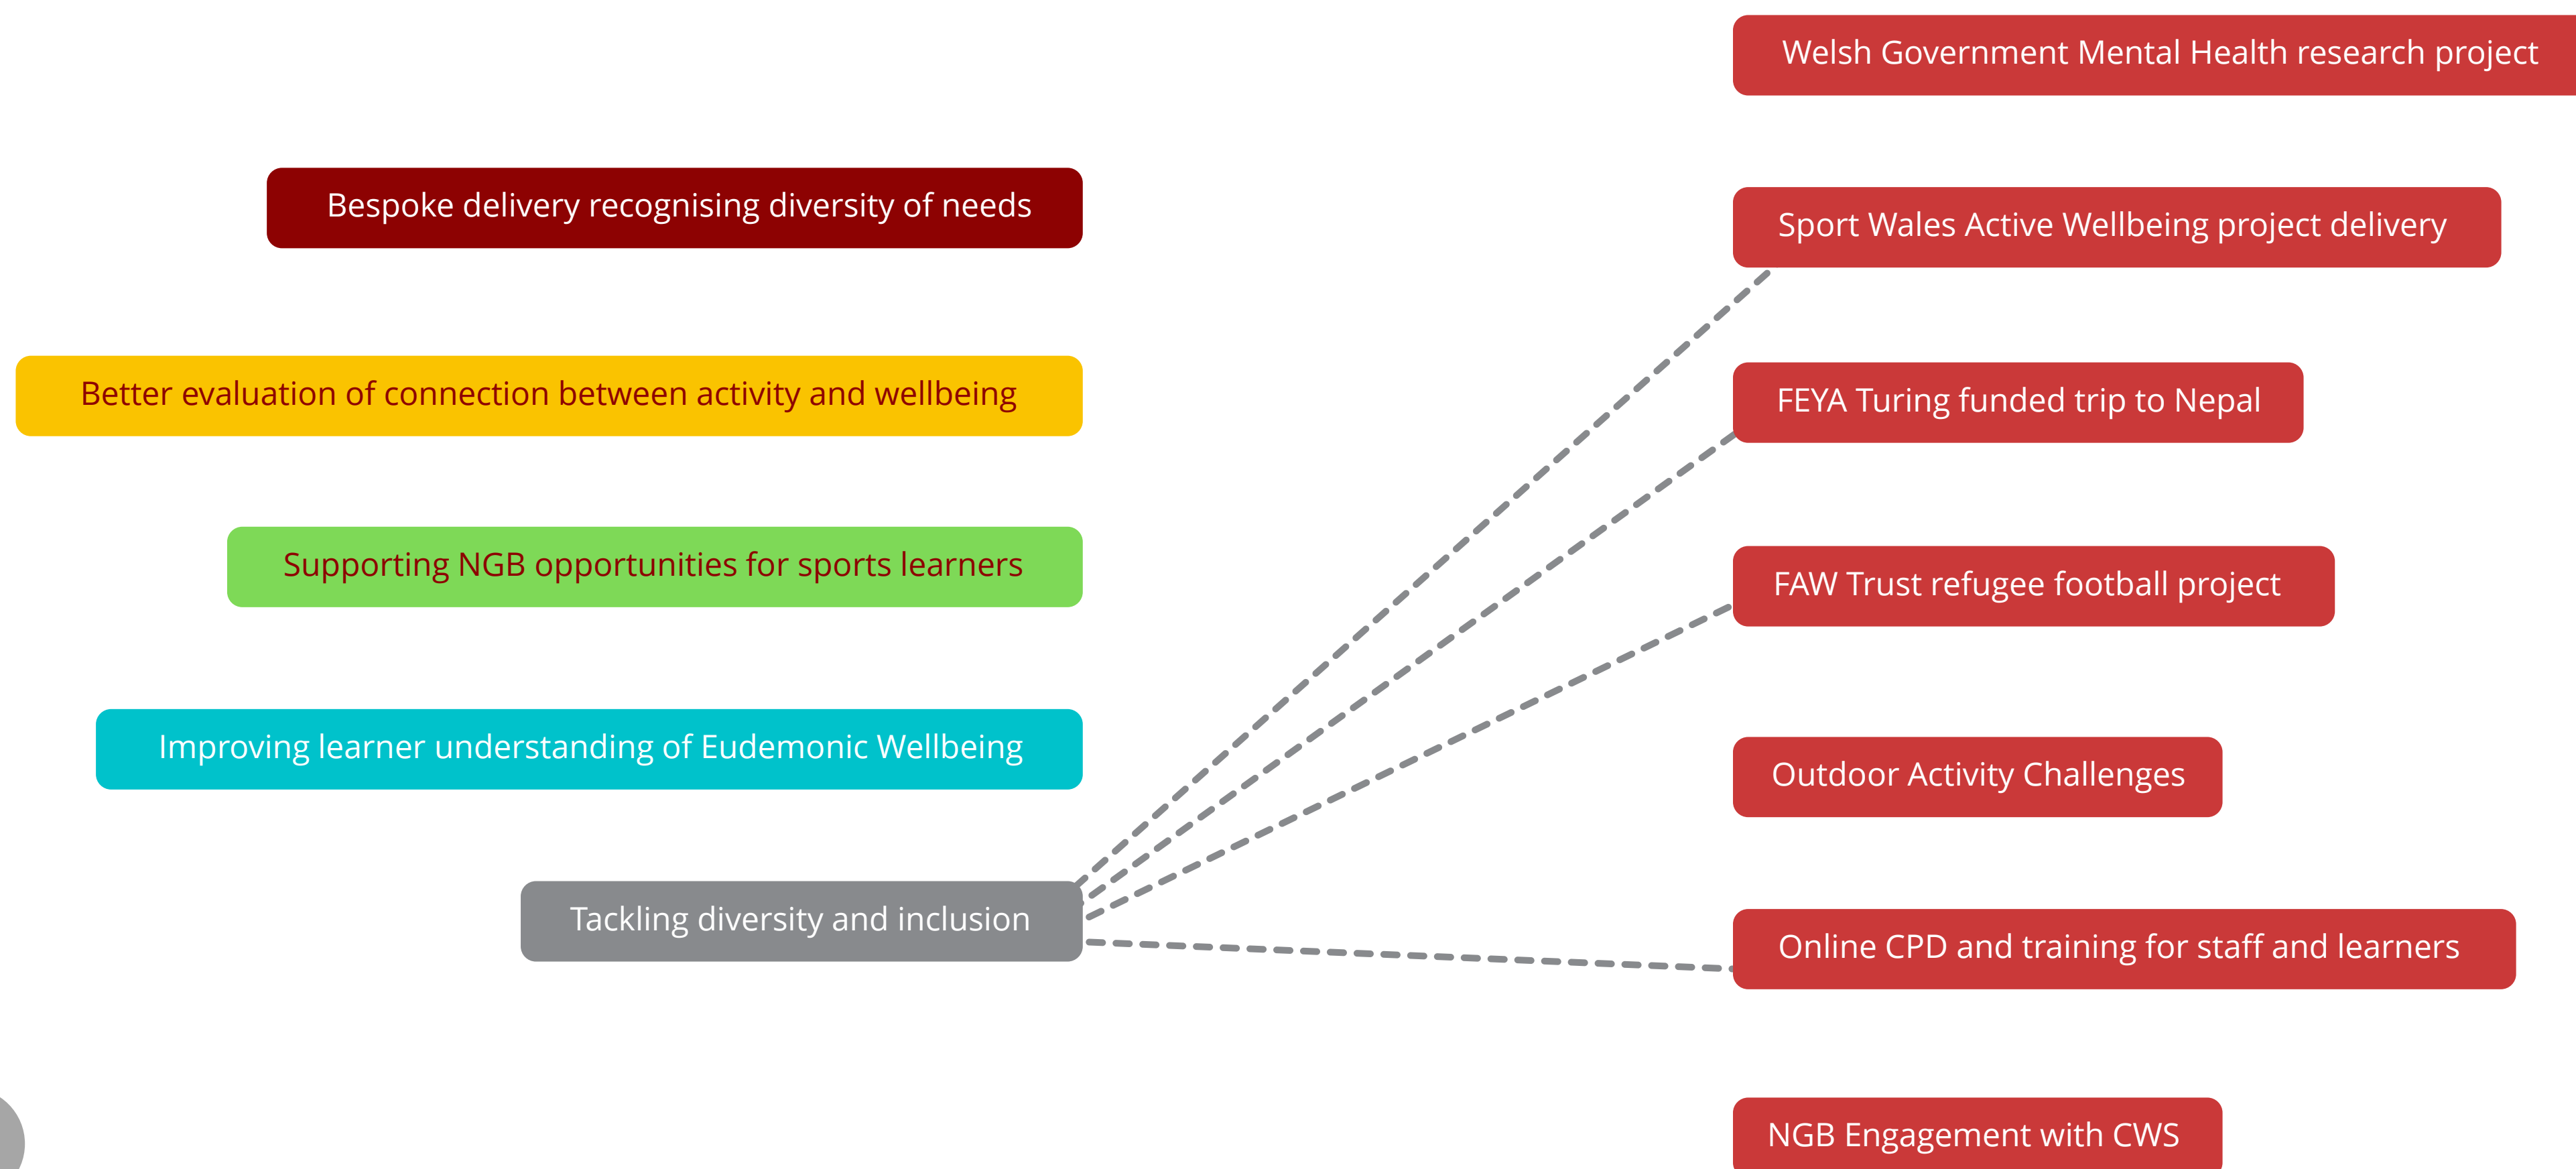 Welsh Government Mental Health research project
Bespoke delivery recognising diversity of needs
Sport Wales Active Wellbeing project delivery
Better evaluation of connection between activity and wellbeing
FEYA Turing funded trip to Nepal
Supporting NGB opportunities for sports learners
FAW Trust refugee football project
Improving learner understanding of Eudemonic Wellbeing
Outdoor Activity Challenges
Tackling diversity and inclusion
Online CPD and training for staff and learners
NGB Engagement with CWS